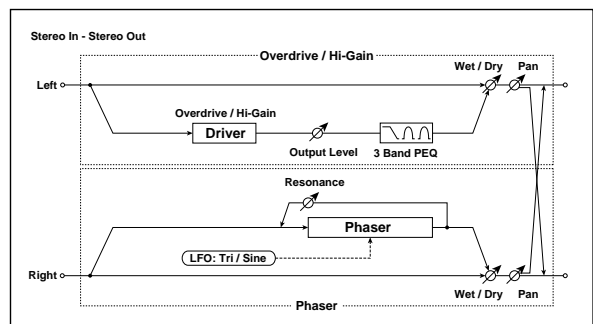 Stereo In - Stereo Out
Overdrive / Hi-Gain
Wet / Dry Pan
Left
Overdrive / Hi-Gain
Driver
Output Level
3 Band PEQ
Resonance
Phaser
LFO: Tri / Sine
Right
Wet / Dry Pan
Phaser